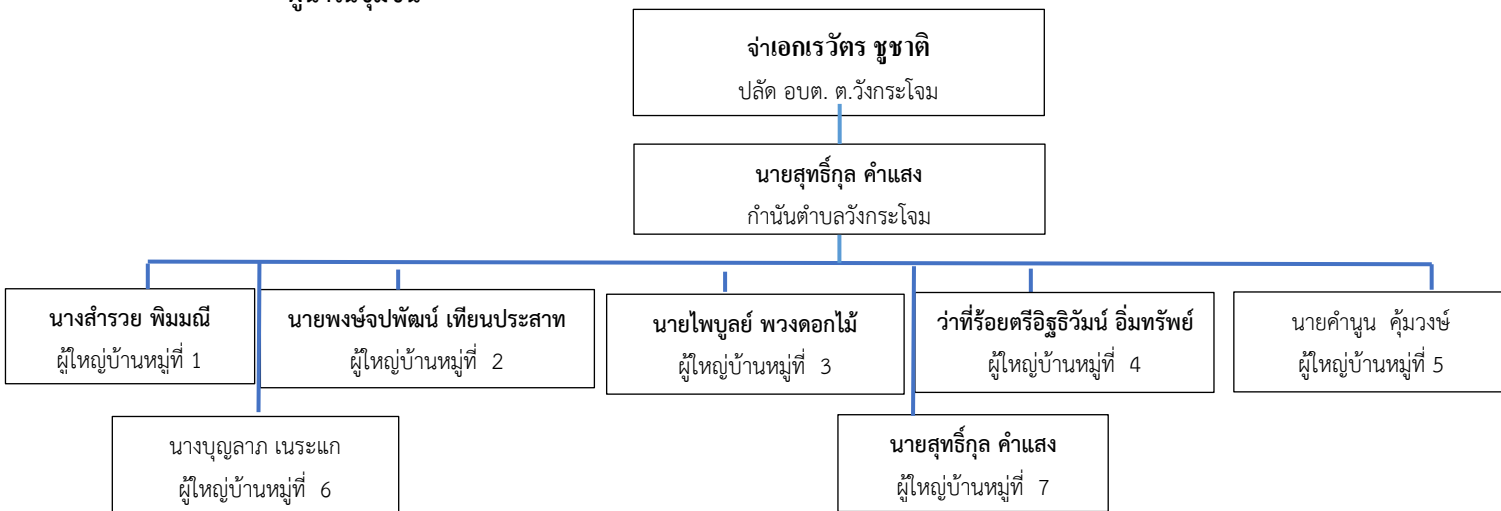 ผู้นำในชุมชน
จ่าเอกเรวัตร ชูชาติ
ปลัด อบต. ต.วังกระโจม
นายสุทธิ์กุล คำแสง
กำนันตำบลวังกระโจม
นางสำรวย พิมมณี
ผู้ใหญ่บ้านหมู่ที่ 1
นายพงษ์จปพัฒน์ เทียนประสาท
ผู้ใหญ่บ้านหมู่ที่ 2
นายไพบูลย์ พวงดอกไม้
ผู้ใหญ่บ้านหมู่ที่ 3
ว่าที่ร้อยตรีอิฐธิวัมน์ อิ่มทรัพย์
ผู้ใหญ่บ้านหมู่ที่ 4
นายคำนูน คุ้มวงษ์
ผู้ใหญ่บ้านหมู่ที่ 5
นางบุญลาภ เนระแก
ผู้ใหญ่บ้านหมู่ที่ 6
นายสุทธิ์กุล คำแสง
ผู้ใหญ่บ้านหมู่ที่ 7